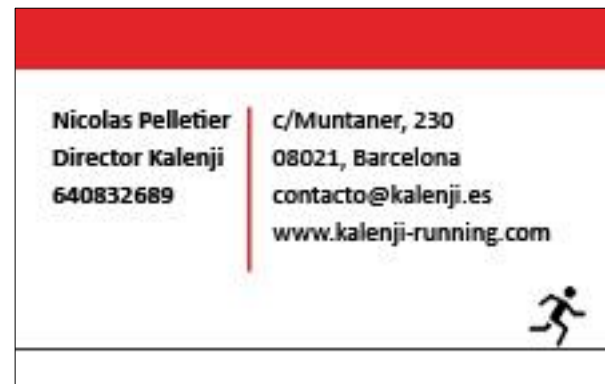 Nicolas Pelletier
Director Kalenji
640832689
c/Muntaner, 230
08021, Barcelona
contacto@kalenji.es
www.kalenji-running.com